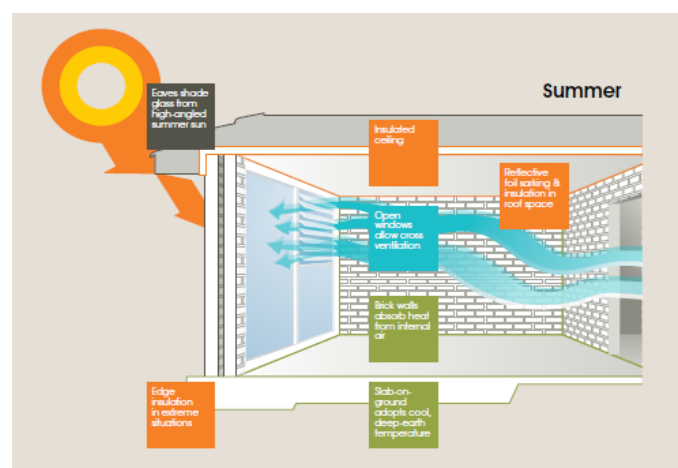 Summer
Eaves shade
glass from
high-angled
summer sun
Insulated
ceiling
Reflective
foil sarking &
insulation in
roof space
Open
windows
allow cross
ventilation
Brick walls
absorb heat
from internal
air
Edge
insulation
in extreme
situations
Slab-on-
ground
adopts cool,
deep-earth
temperature